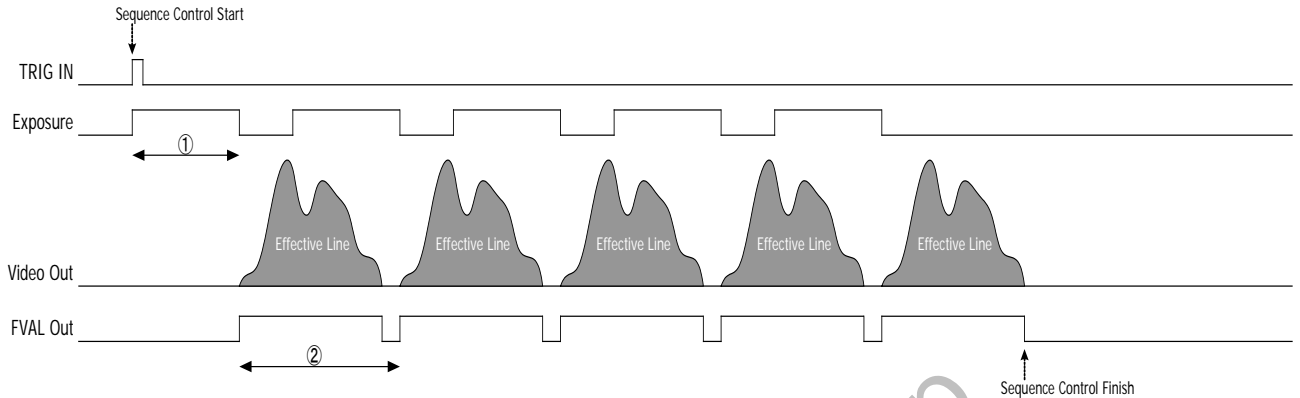 Sequence Control Start
TRIG IN
Exposure
①
Effective Line Effective Line Effective Line Effective Line Effective Line
Video Out
FVAL Out
②
Sequence Control Finish